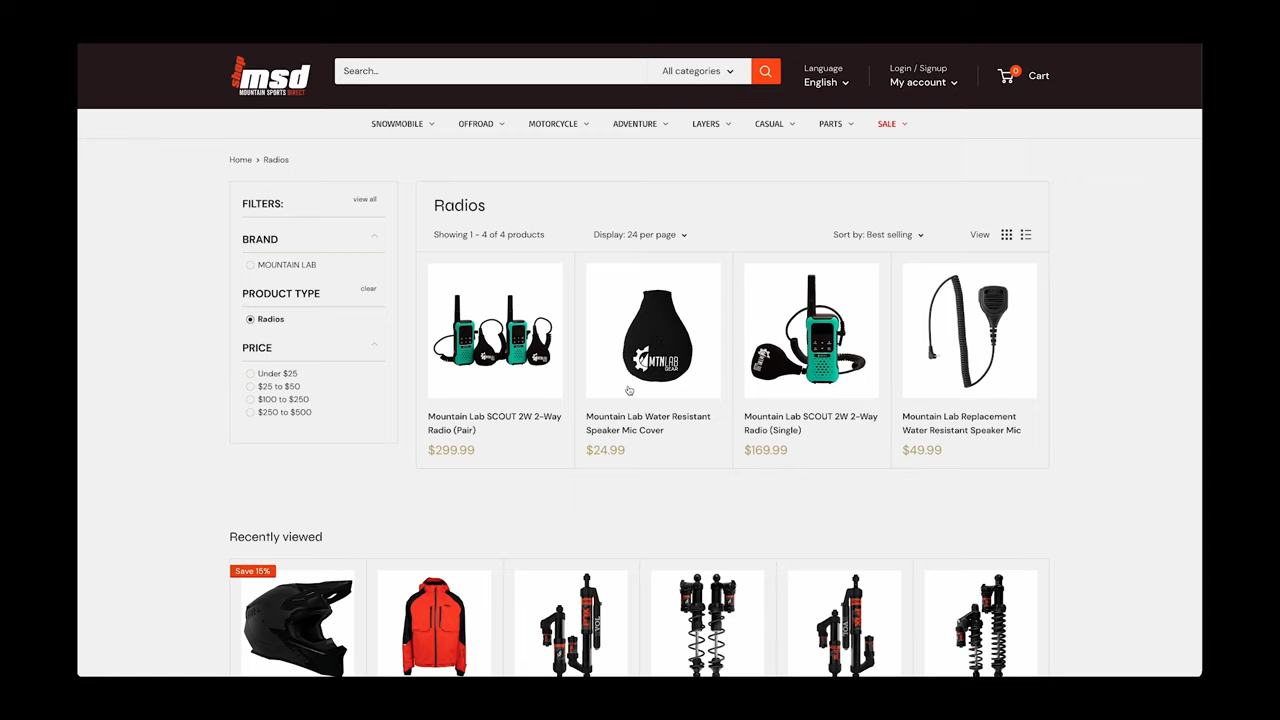 shop
msd
MOUNTAIN SPORTS DIRECT
Search...
All categories
Language
English
Login / Signup
My account
0
Cart
SNOWMOBILE
OFFROAD
MOTORCYCLE
ADVENTURE
LAYERS
CASUAL
PARTS
SALE
Home > Radios
FILTERS:
view all
BRAND
MOUNTAIN LAB
PRODUCT TYPE
clear
Radios
PRICE
Under $25
$25 to $50
$100 to $250
$250 to $500
Radios
Showing 1 - 4 of 4 products
Display: 24 per page
Sort by: Best selling
View
MTNLAB
GEAR
Mountain Lab SCOUT 2W 2-Way
Radio (Pair)
$299.99
Mountain Lab Water Resistant
Speaker Mic Cover
$24.99
Mountain Lab SCOUT 2W 2-Way
Radio (Single)
$169.99
Mountain Lab Replacement
Water Resistant Speaker Mic
$49.99
Recently viewed
Save 15%